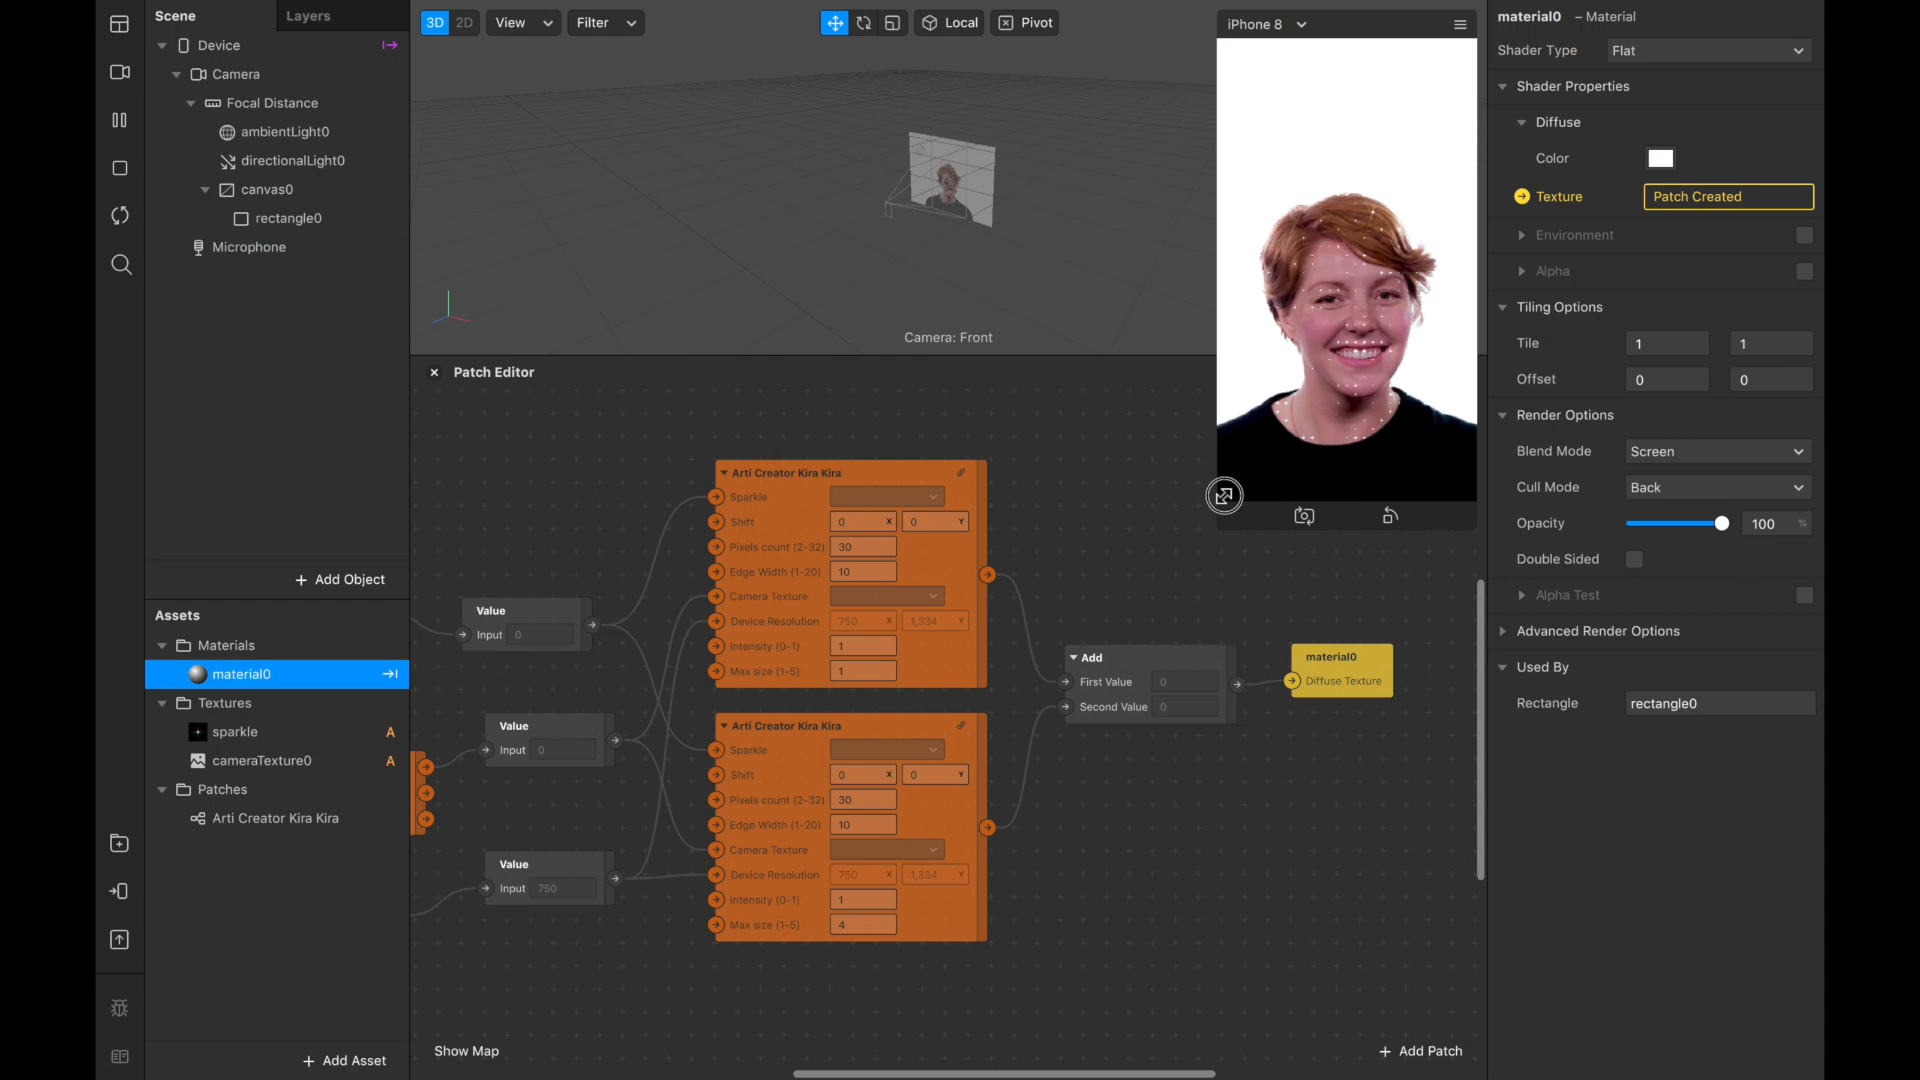 Scene
Layers
Device
Camera
Focal Distance
ambientLight0
directionalLight0
canvas0
rectangle0
Microphone
+ Add Object
Assets
Materials
material0
Textures
sparkle A
cameraTexture0 A
Patches
Arti Creator Kira Kira
+ Add Asset
3D 2D View Filter
Local Pivot
Camera: Front
iPhone 8
Patch Editor
Value
Input 0
Value
Input 0
Value
Input 750
Arti Creator Kira Kira
Sparkle
Shift 0 X 0 Y
Pixels count (2-32) 30
Edge Width (1-20) 10
Camera Texture
Device Resolution 750 X 1,334 Y
Intensity (0-1) 1
Max size (1-5) 1
Arti Creator Kira Kira
Sparkle
Shift 0 X 0 Y
Pixels count (2-32) 30
Edge Width (1-20) 10
Camera Texture
Device Resolution 750 X 1,334 Y
Intensity (0-1) 1
Max size (1-5) 4
Add
First Value 0
Second Value 0
material0
Diffuse Texture
Show Map
+ Add Patch
material0 – Material
Shader Type Flat
Shader Properties
Diffuse
Color
Texture Patch Created
Environment
Alpha
Tiling Options
Tile 1 1
Offset 0 0
Render Options
Blend Mode Screen
Cull Mode Back
Opacity 100 %
Double Sided
Alpha Test
Advanced Render Options
Used By
Rectangle rectangle0